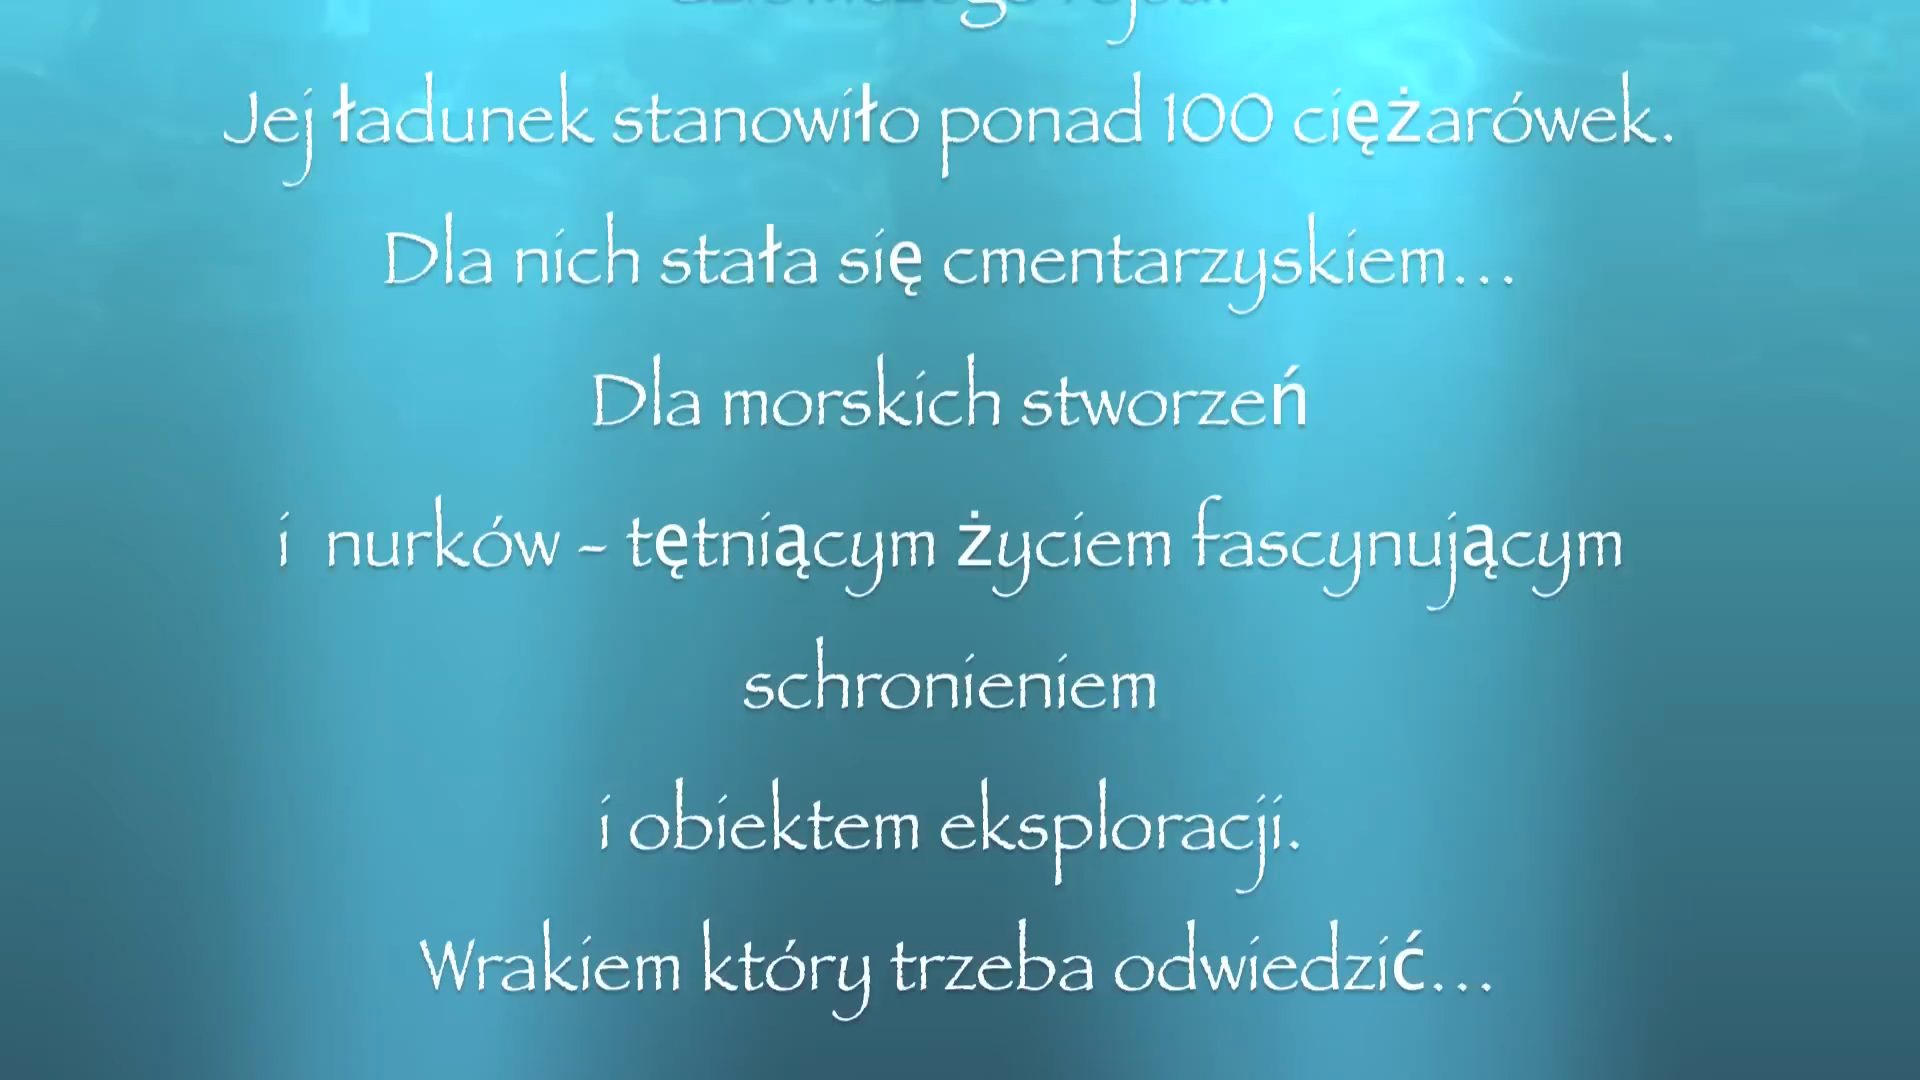 Jej ładunek stanowiło ponad 100 ciężarówek.
Dla nich stała się cmentarzyskiem...
Dla morskich stworzeń
i nurków - tętniącym życiem fascynującym
schronieniem
i obiektem eksploracji.
Wrakiem który trzeba odwiedzić...